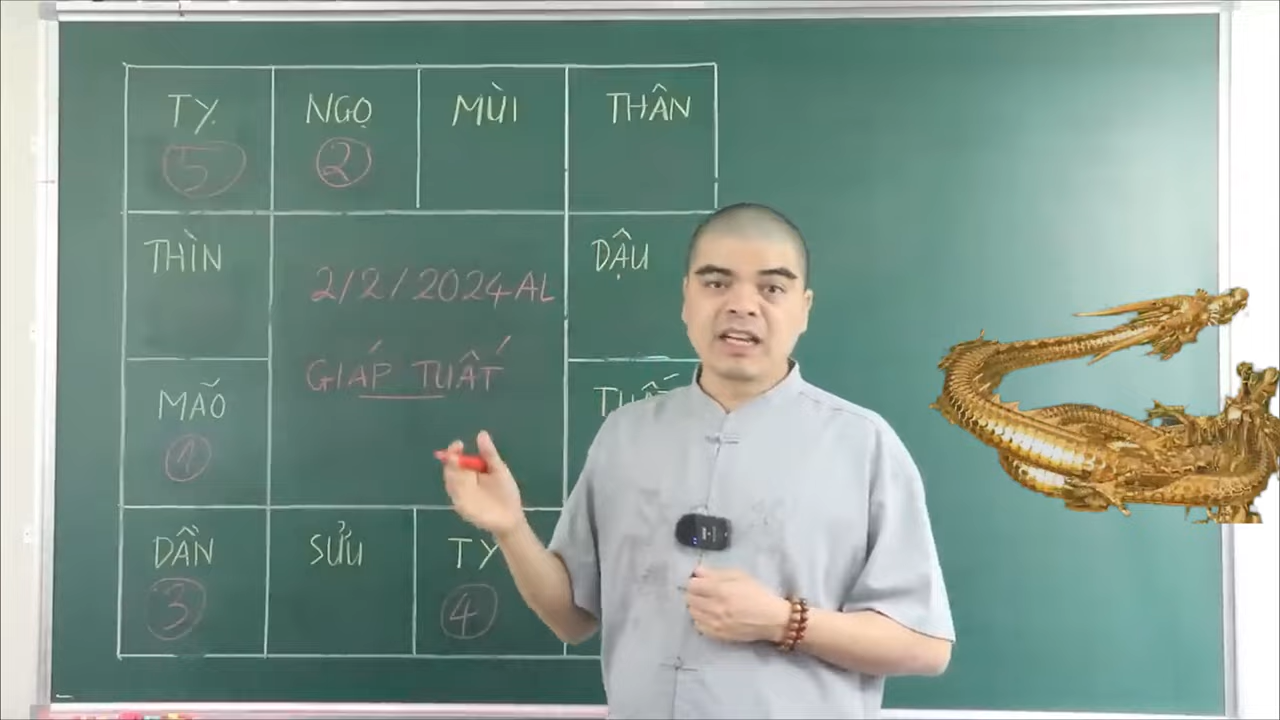 TỴ
NGỌ
MÙI
THÂN
5
2
THÌN
2/2/2024 AL
DẬU
GIÁP TUẤT
MÃO
1
DẦN
SỬU
TÝ
3
4